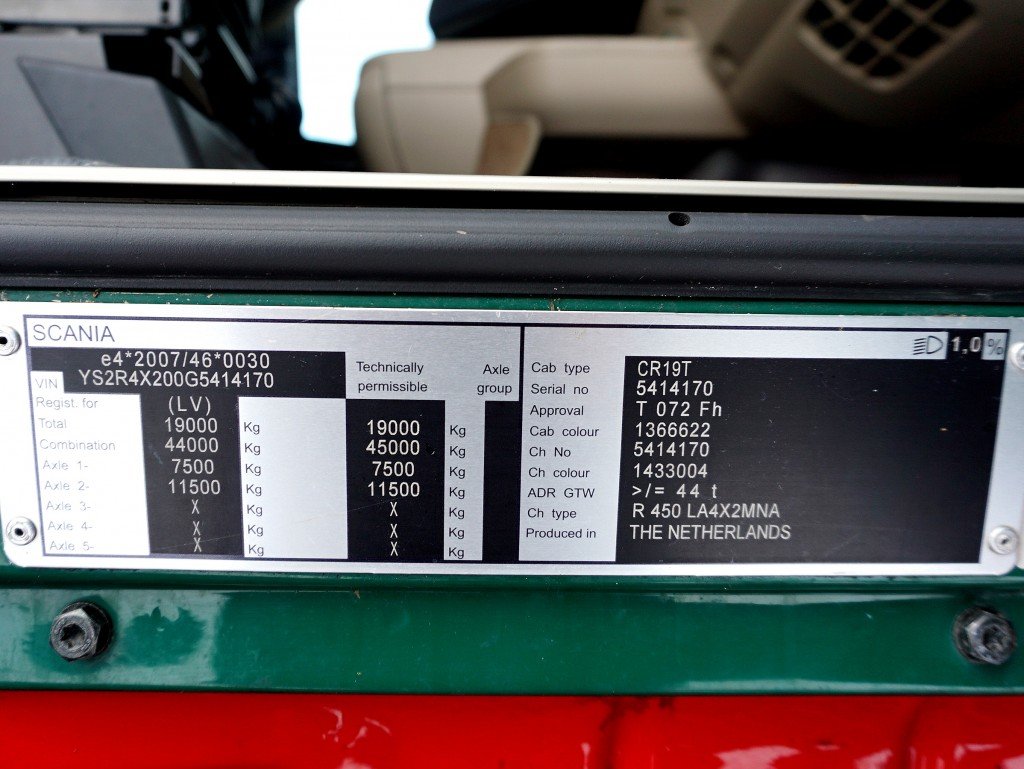 SCANIA
1,0 %
e4*2007/46*0030
VIN YS2R4X200G5414170
Technically permissible
Axle group
Regist. for (LV)
Total 19000 Kg 19000 Kg
Combination 44000 Kg 45000 Kg
Axle 1- 7500 Kg 7500 Kg
Axle 2- 11500 Kg 11500 Kg
Axle 3- X Kg X Kg
Axle 4- X Kg X Kg
Axle 5- X Kg X Kg
Cab type CR19T
Serial no 5414170
Approval T 072 Fh
Cab colour 1366622
Ch No 5414170
Ch colour 1433004
ADR GTW >/= 44 t
Ch type R 450 LA4X2MNA
Produced in THE NETHERLANDS